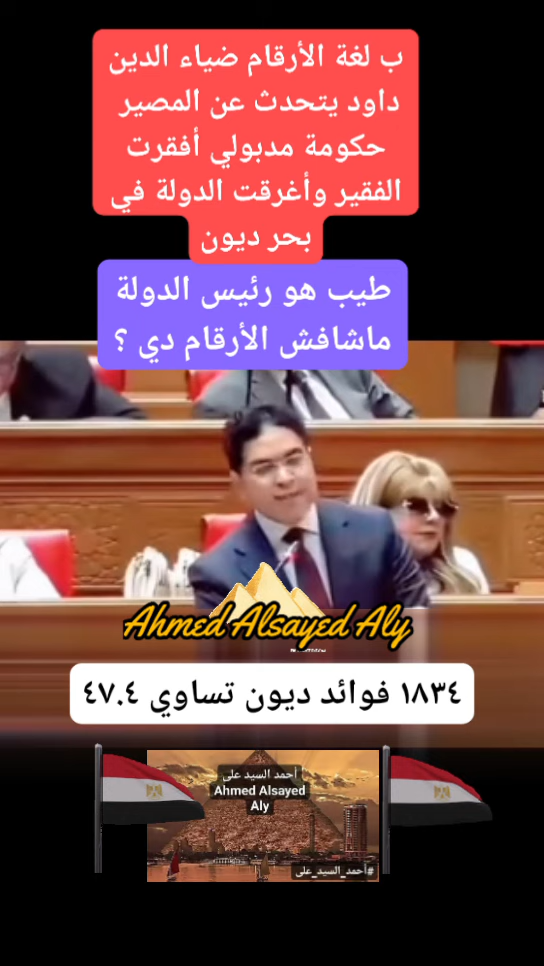 ب لغة الأرقام ضياء الدين
داود يتحدث عن المصير
حكومة مدبولي أفقرت
الفقير وأغرقت الدولة في
بحر ديون
طيب هو رئيس الدولة
ماشافش الأرقام دي ؟
Ahmed Alsayed Aly
١٨٣٤ فوائد ديون تساوي ٤٧.٤
أحمد السيد على
Ahmed Alsayed
Aly
#أحمد_السيد_على